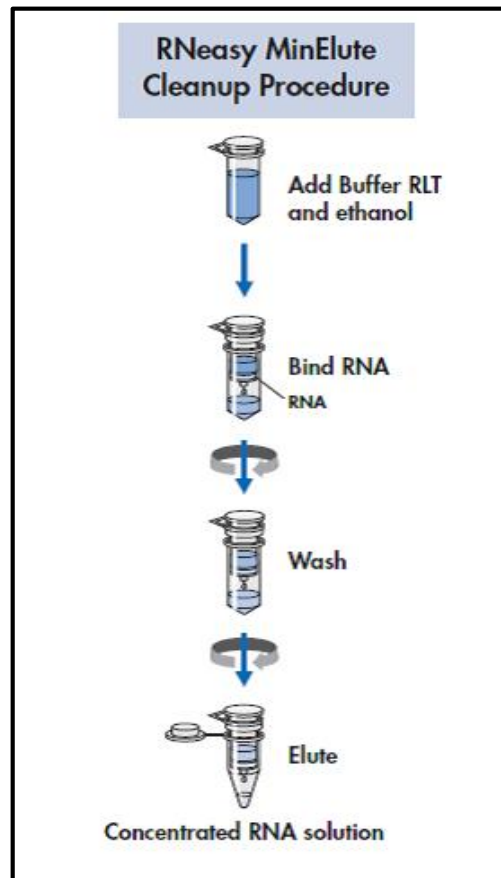 RNeasy MinElute
Cleanup Procedure
Add Buffer RLT
and ethanol
Bind RNA
RNA
Wash
Elute
Concentrated RNA solution